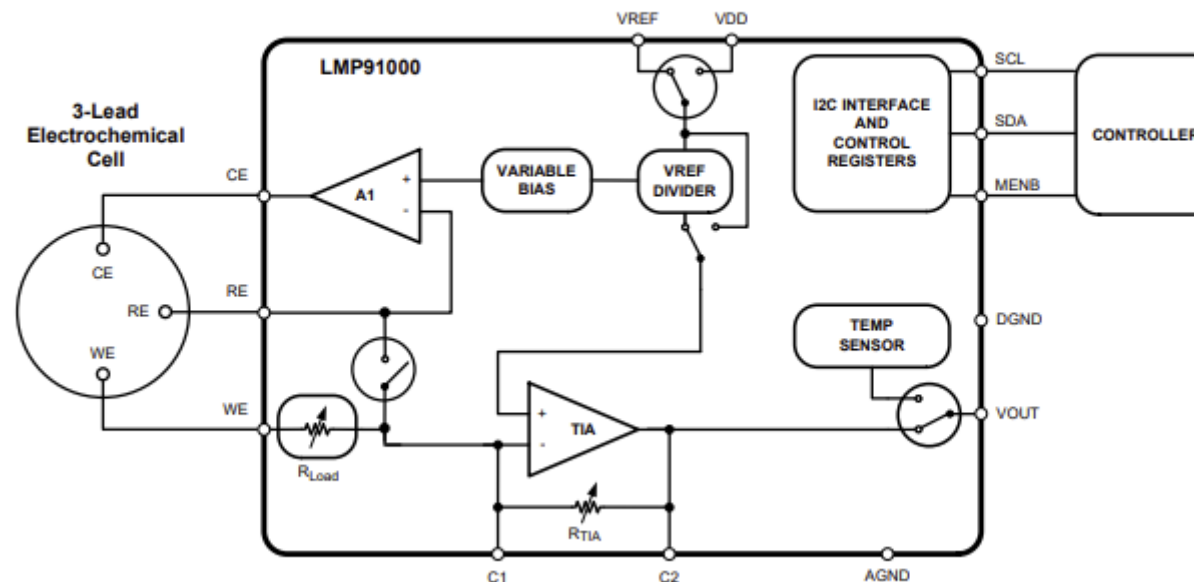 VREF
VDD
LMP91000
3-Lead
Electrochemical
Cell
SCL
I2C INTERFACE
AND
CONTROL
REGISTERS
SDA
CONTROLLER
MENB
CE
+
A1
-
VARIABLE
BIAS
VREF
DIVIDER
CE
RE
RE
WE
TEMP
SENSOR
DGND
WE
RLoad
+
TIA
-
VOUT
RTIA
C1
C2
AGND